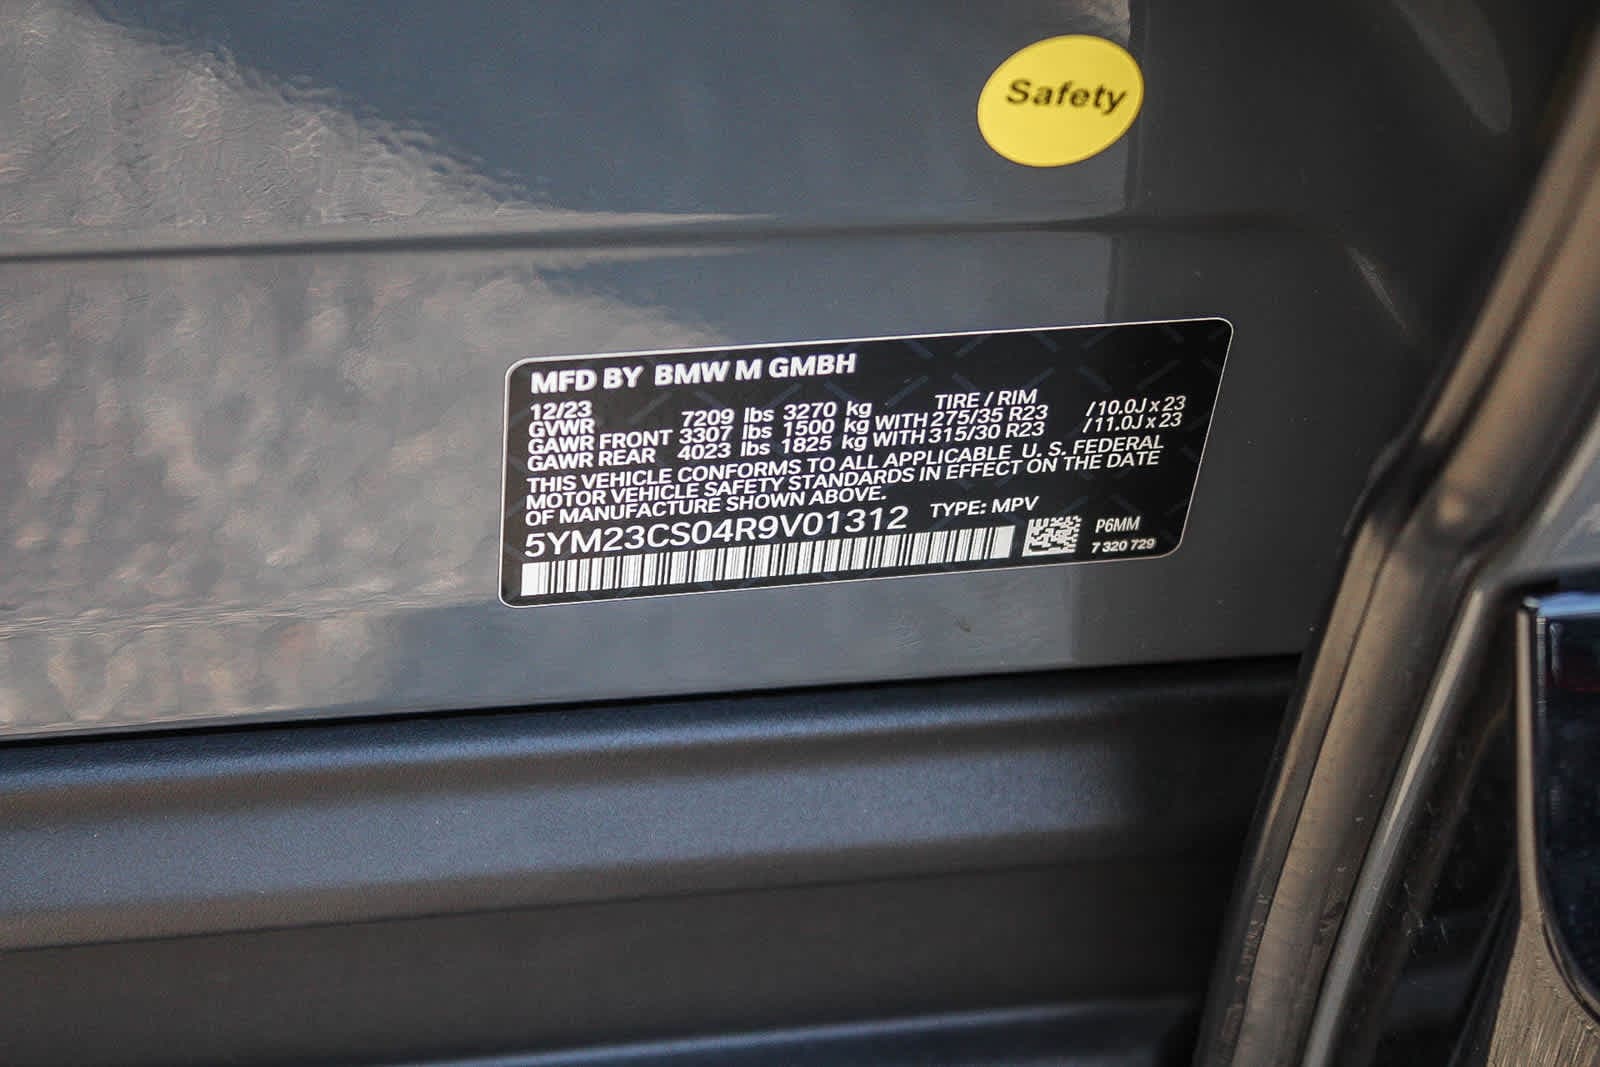 Safety
MFD BY BMW M GMBH
12/23 TIRE / RIM
GVWR 7209 lbs 3270 kg
GAWR FRONT 3307 lbs 1500 kg WITH 275/35 R23 /10.0J x 23
GAWR REAR 4023 lbs 1825 kg WITH 315/30 R23 /11.0J x 23
THIS VEHICLE CONFORMS TO ALL APPLICABLE U. S. FEDERAL
MOTOR VEHICLE SAFETY STANDARDS IN EFFECT ON THE DATE
OF MANUFACTURE SHOWN ABOVE.
5YM23CS04R9V01312 TYPE: MPV
P6MM
7 320 729